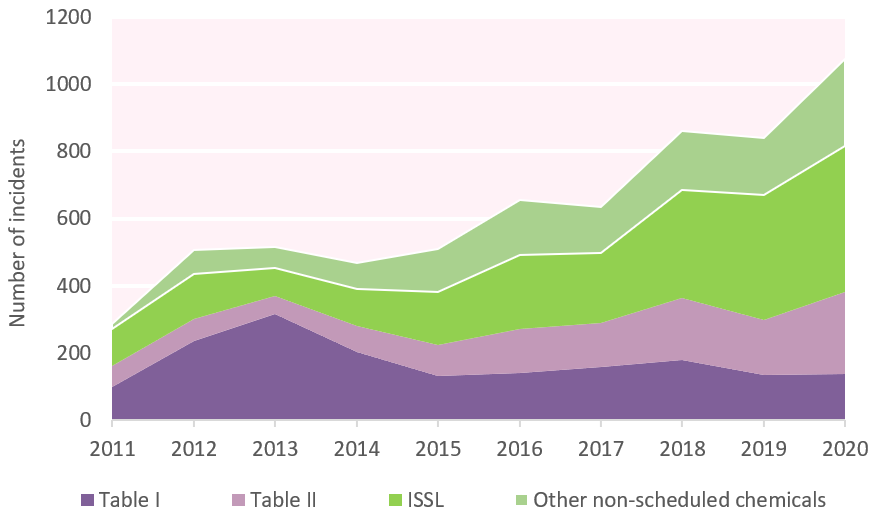 1200
1000
800
600
400
200
0
Number of incidents
2011 2012 2013 2014 2015 2016 2017 2018 2019 2020
Table I Table II ISSL Other non-scheduled chemicals